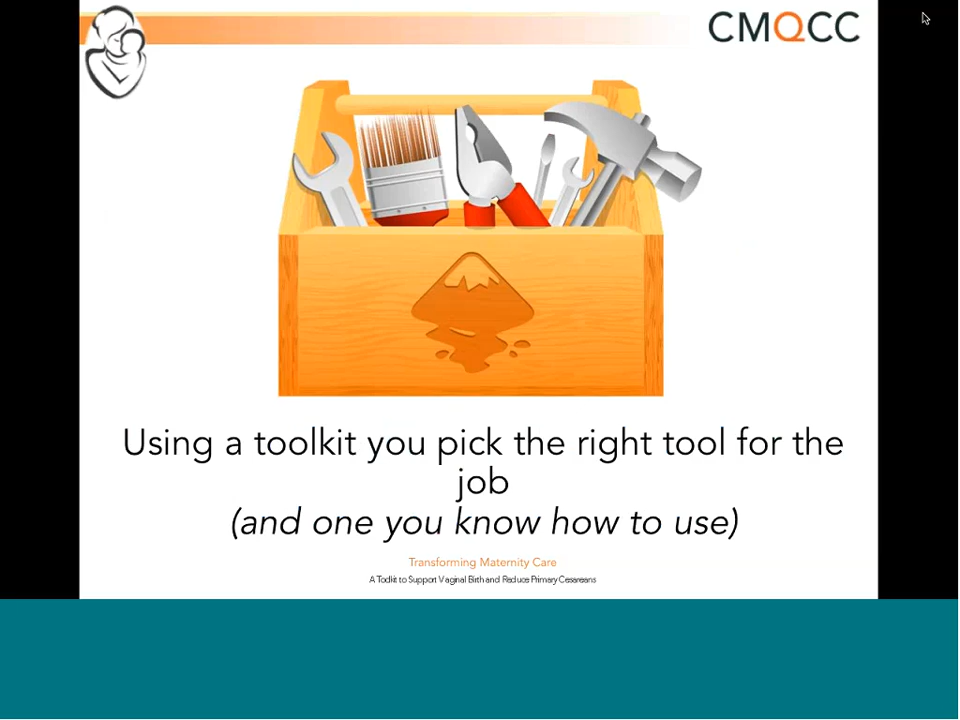 CMQCC
Using a toolkit you pick the right tool for the
job
(and one you know how to use)
Transforming Maternity Care
A Toolkit to Support Vaginal Birth and Reduce Primary Cesareans